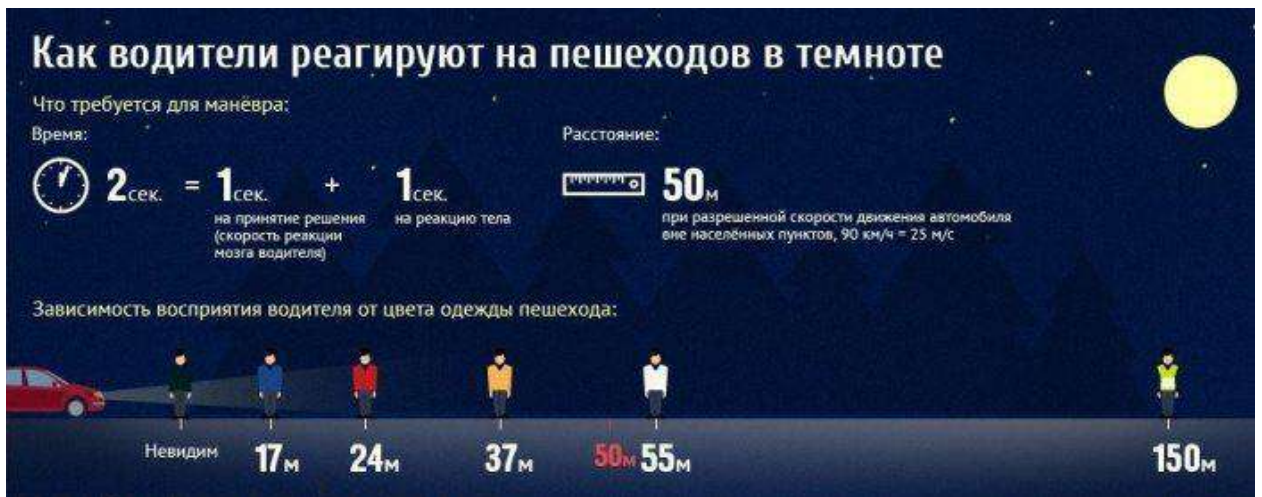 Как водители реагируют на пешеходов в темноте
Что требуется для манёвра:
Время:
Расстояние:
2сек. = 1сек. + 1сек.
50м
на принятие решения
(скорость реакции
мозга водителя)
на реакцию тела
при разрешенной скорости движения автомобиля
вне населённых пунктов, 90 км/ч = 25 м/с
Зависимость восприятия водителя от цвета одежды пешехода:
Невидим 17м 24м 37м 50м 55м 150м